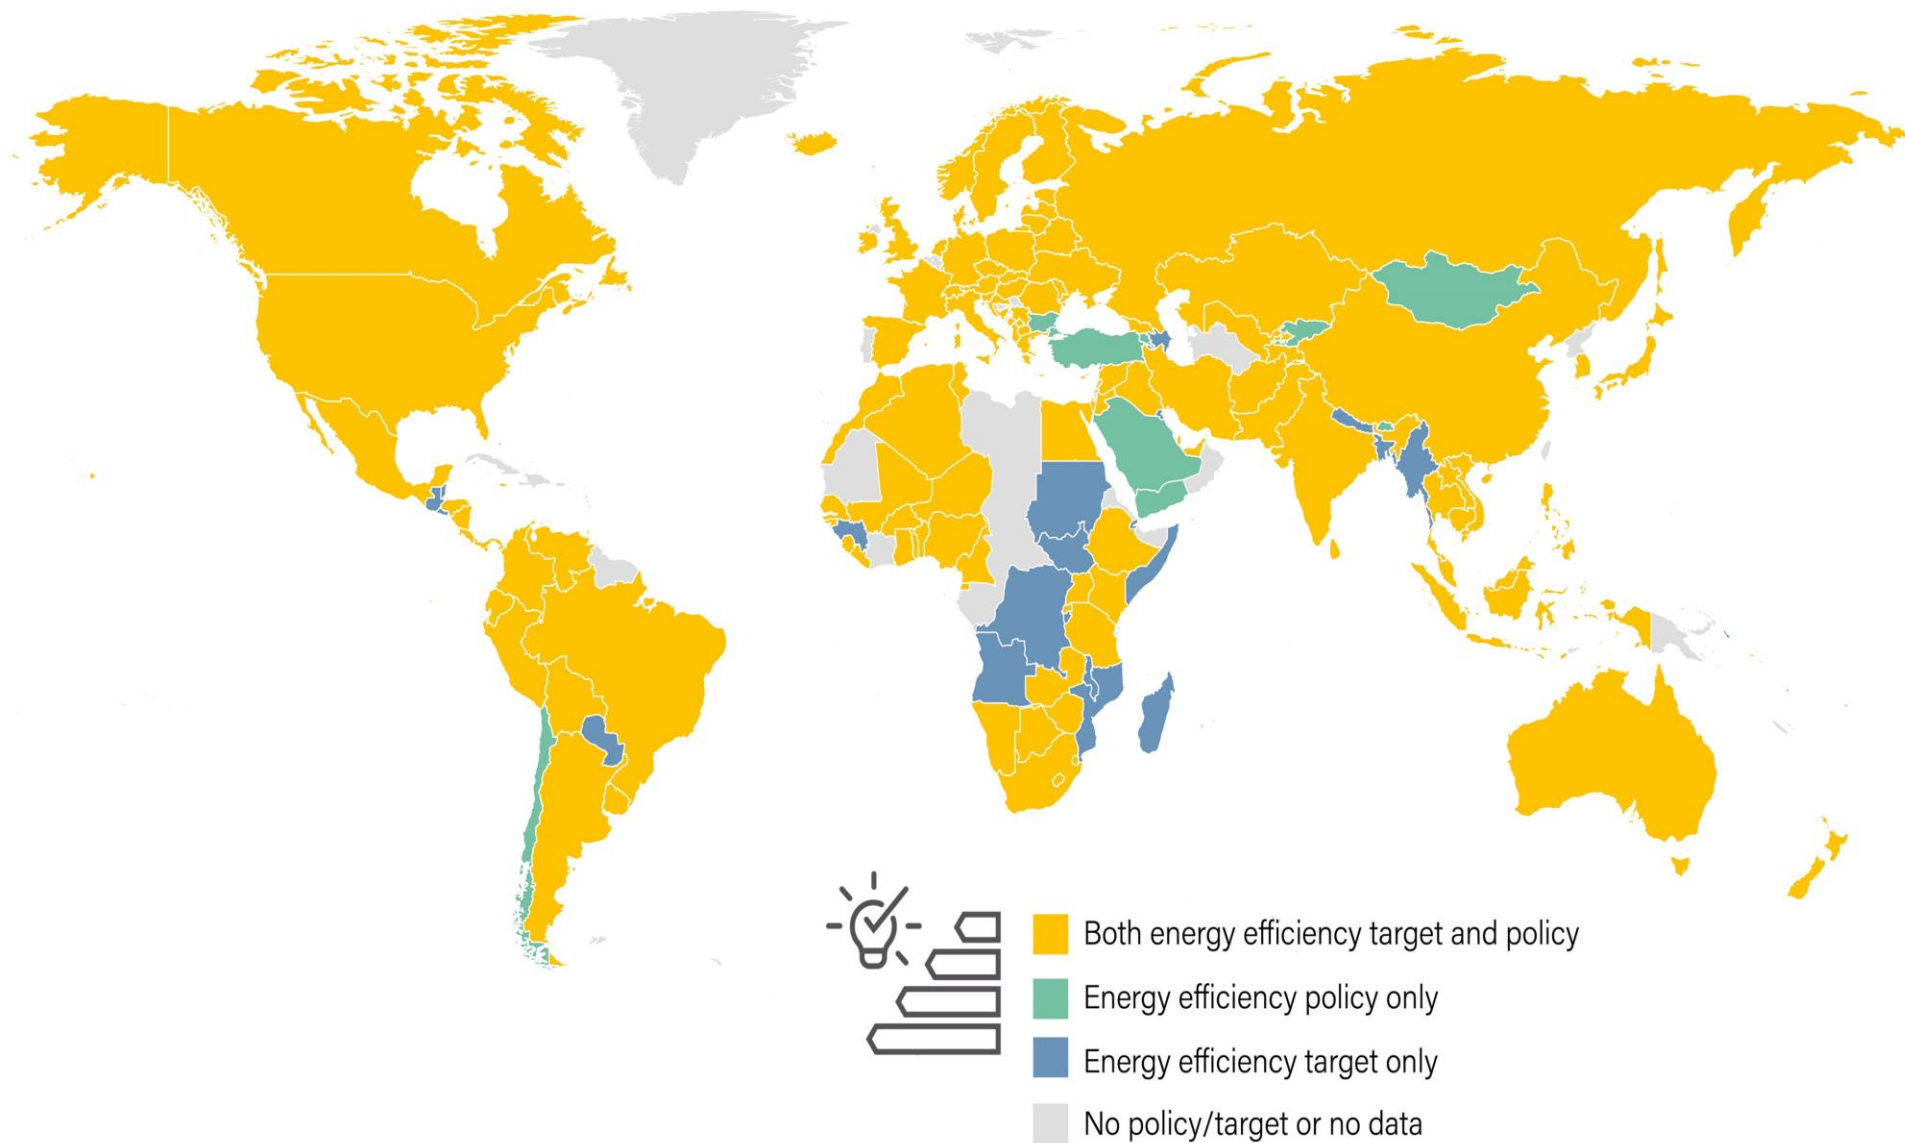 Both energy efficiency target and policy
Energy efficiency policy only
Energy efficiency target only
No policy/target or no data